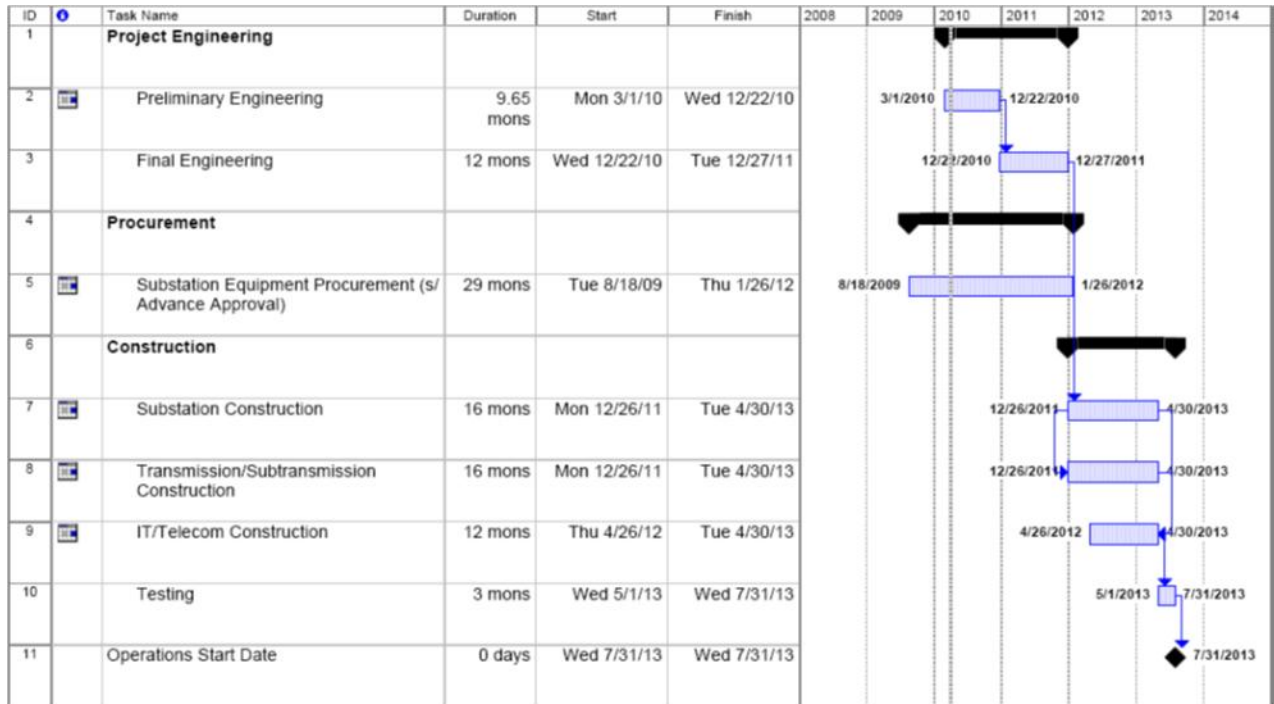 ID Task Name Duration Start Finish 2008 2009 2010 2011 2012 2013 2014
1 Project Engineering
2 Preliminary Engineering 9.65 Mon 3/1/10 Wed 12/22/10 3/1/2010 12/22/2010
mons
3 Final Engineering 12 mons Wed 12/22/10 Tue 12/27/11 12/22/2010 12/27/2011
4 Procurement
5 Substation Equipment Procurement (s/ 29 mons Tue 8/18/09 Thu 1/26/12 8/18/2009 1/26/2012
Advance Approval)
6 Construction
7 Substation Construction 16 mons Mon 12/26/11 Tue 4/30/13 12/26/2011 4/30/2013
8 Transmission/Subtransmission 16 mons Mon 12/26/11 Tue 4/30/13 12/26/2011 4/30/2013
Construction
9 IT/Telecom Construction 12 mons Thu 4/26/12 Tue 4/30/13 4/26/2012 4/30/2013
10 Testing 3 mons Wed 5/1/13 Wed 7/31/13 5/1/2013 7/31/2013
11 Operations Start Date 0 days Wed 7/31/13 Wed 7/31/13 7/31/2013